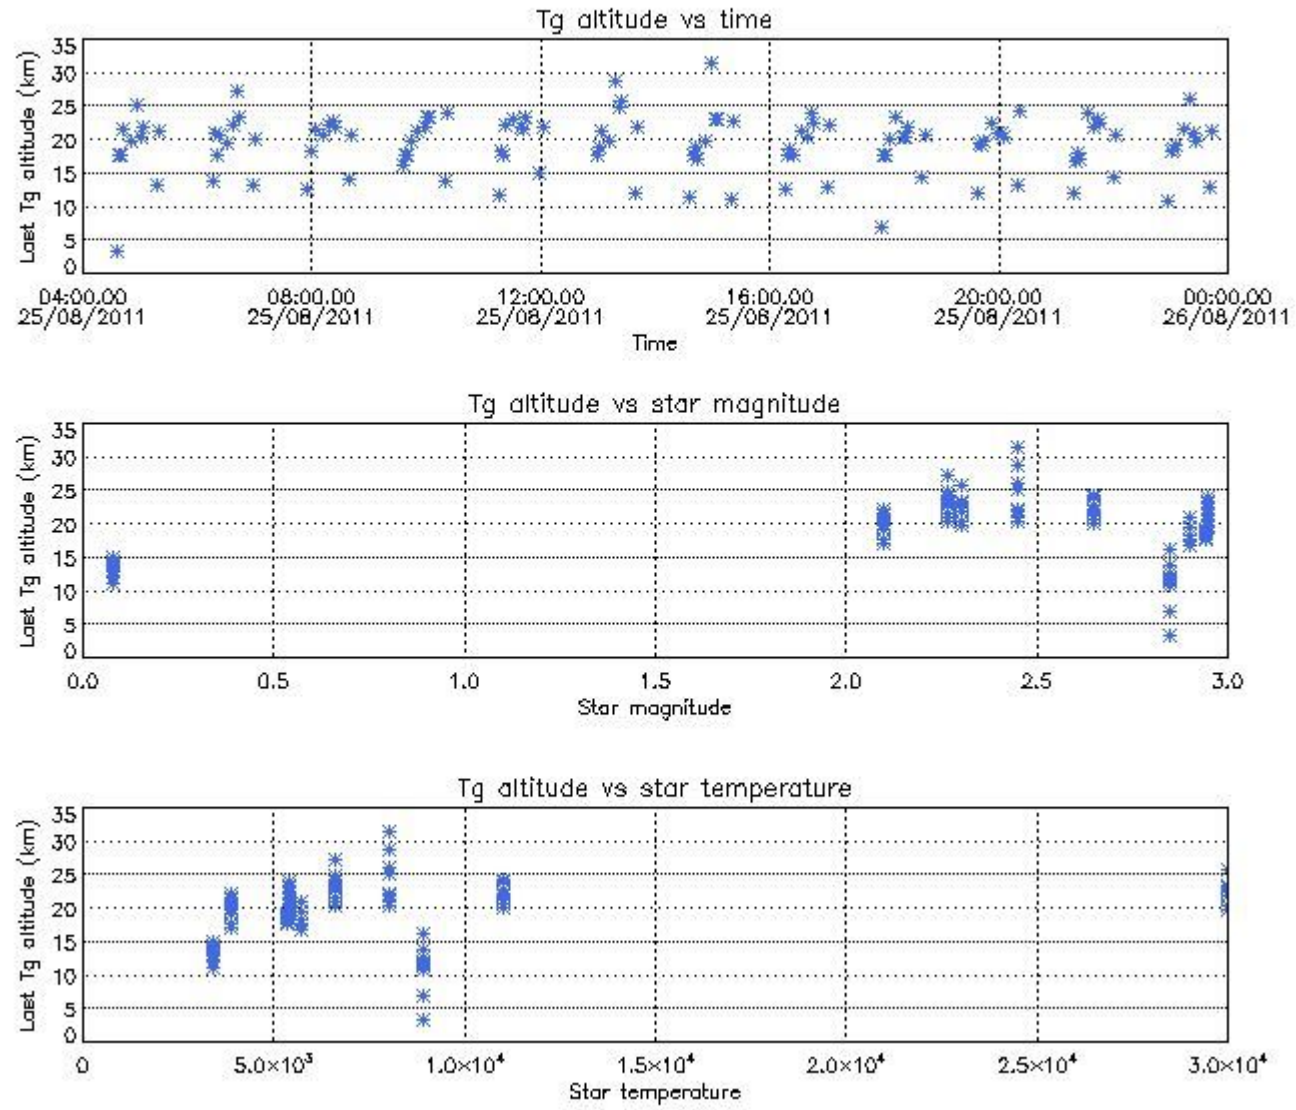 Tg altitude vs time
Last Tg altitude (km)
35
30
25
20
15
10
5
0
04:00.00 08:00.00 12:00.00 16:00.00 20:00.00 00:00.00
25/08/2011 25/08/2011 25/08/2011 25/08/2011 25/08/2011 26/08/2011
Time
Tg altitude vs star magnitude
Last Tg altitude (km)
35
30
25
20
15
10
5
0
0.0 0.5 1.0 1.5 2.0 2.5 3.0
Star magnitude
Tg altitude vs star temperature
Last Tg altitude (km)
35
30
25
20
15
10
5
0
0 5.0×10³ 1.0×10⁴ 1.5×10⁴ 2.0×10⁴ 2.5×10⁴ 3.0×10⁴
Star temperature